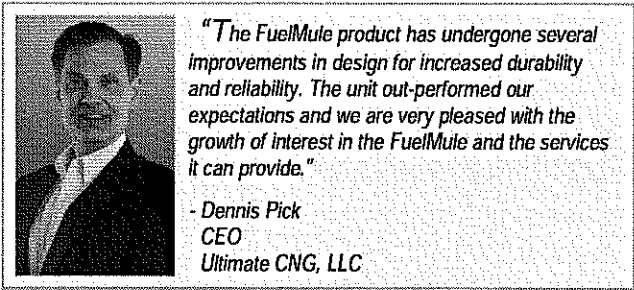 "The FuelMule product has undergone several
improvements in design for increased durability
and reliability. The unit out-performed our
expectations and we are very pleased with the
growth of interest in the FuelMule and the services
it can provide."
- Dennis Pick
CEO
Ultimate CNG, LLC